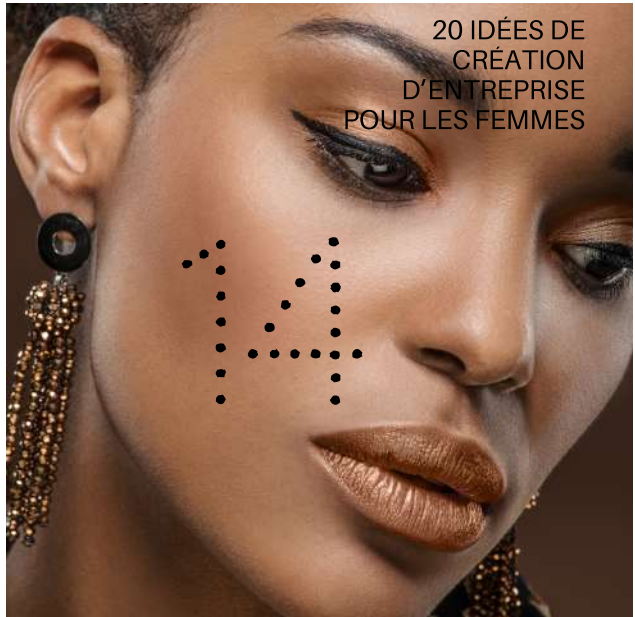 20 IDÉES DE
CRÉATION
D'ENTREPRISE
POUR LES FEMMES
14